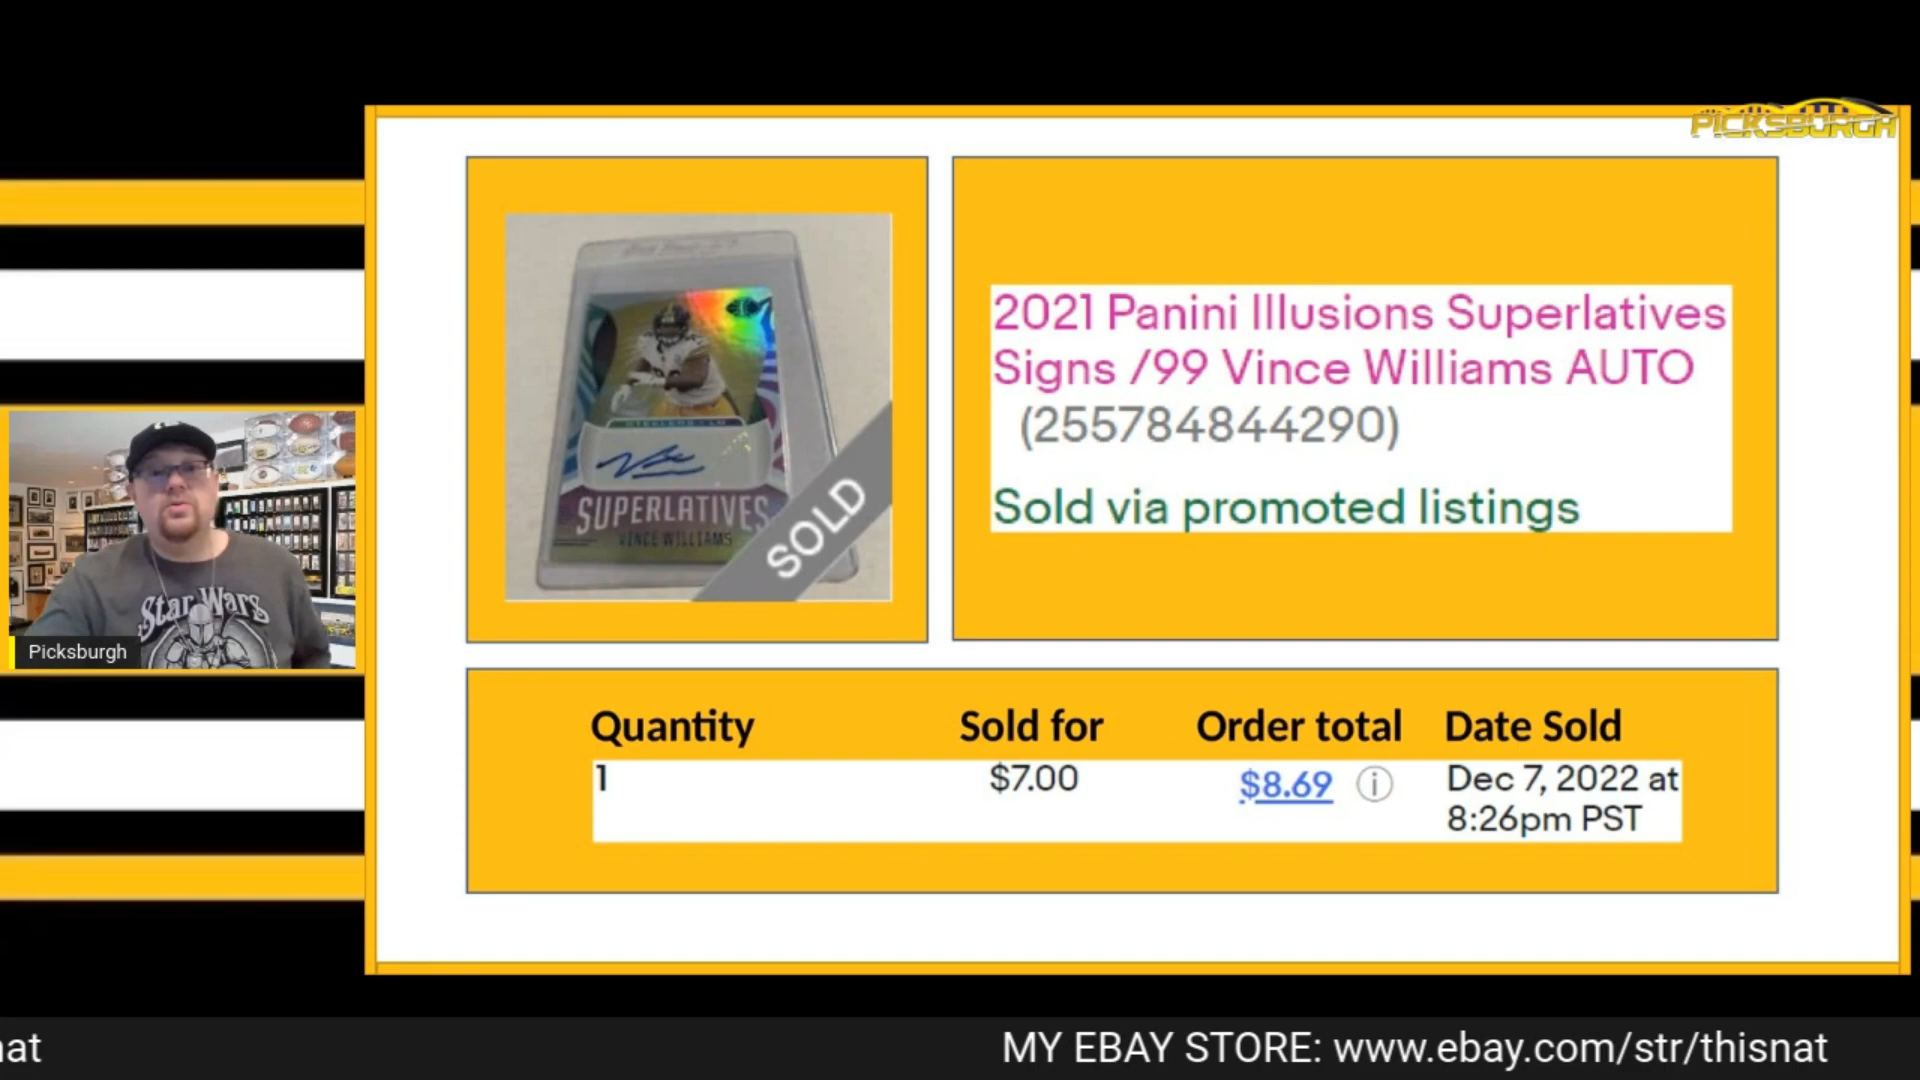 PICKSBURGH
2021 Panini Illusions Superlatives
Signs /99 Vince Williams AUTO
(255784844290)
Sold via promoted listings
SUPERLATIVES
VINCE WILLIAMS
SOLD
Star Wars
Picksburgh
Quantity Sold for Order total Date Sold
1 $7.00 $8.69 Dec 7, 2022 at
8:26pm PST
nat MY EBAY STORE: www.ebay.com/str/thisnat